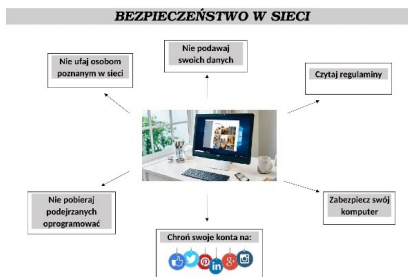 BEZPIECZEŃSTWO W SIECI
Nie podawaj
swoich danych
Nie ufaj osobom
poznanym w sieci
Czytaj regulaminy
Nie pobieraj
podejrzanych
oprogramować
Zabezpiecz swój
komputer
Chroń swoje konta na: